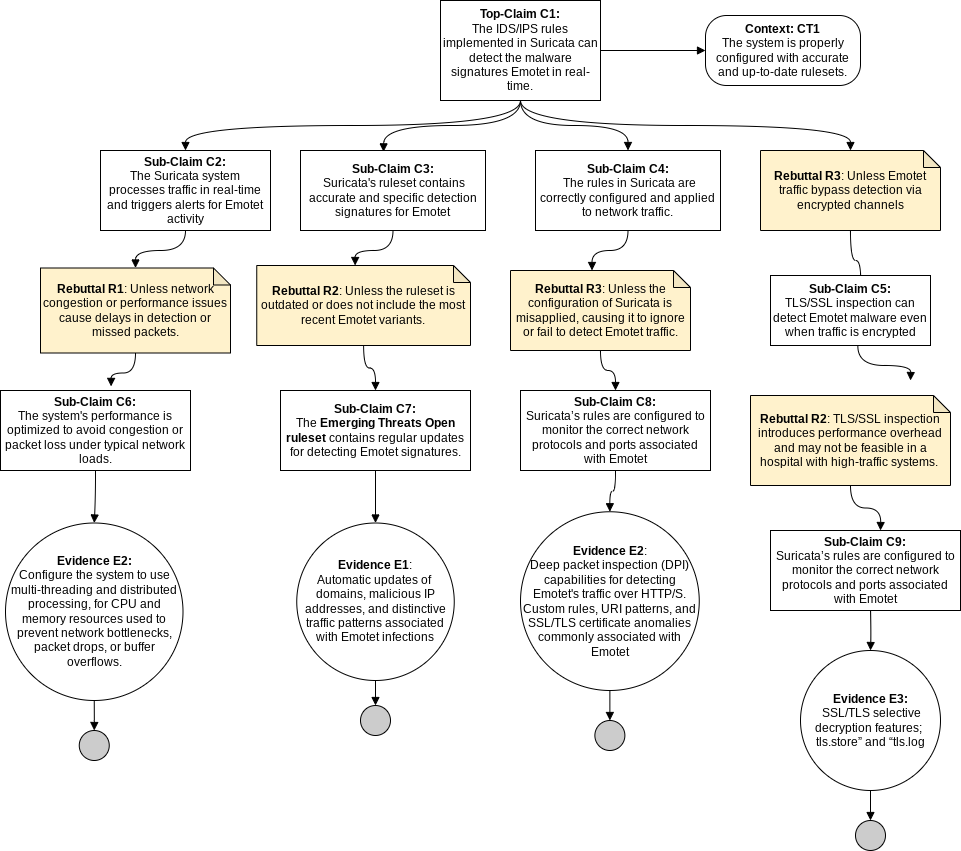 Top-Claim C1:
The IDS/IPS rules
implemented in Suricata can
detect the malware
signatures Emotet in real-
time.
Context: CT1
The system is properly
configured with accurate
and up-to-date rulesets.
Sub-Claim C2:
The Suricata system
processes traffic in real-time
and triggers alerts for Emotet
activity
Sub-Claim C3:
Suricata's ruleset contains
accurate and specific detection
signatures for Emotet
Sub-Claim C4:
The rules in Suricata are
correctly configured and applied
to network traffic.
Rebuttal R3: Unless Emotet
traffic bypass detection via
encrypted channels
Rebuttal R1: Unless network
congestion or performance issues
cause delays in detection or
missed packets.
Rebuttal R2: Unless the ruleset is
outdated or does not include the most
recent Emotet variants.
Rebuttal R3: Unless the
configuration of Suricata is
misapplied, causing it to ignore
or fail to detect Emotet traffic.
Sub-Claim C5:
TLS/SSL inspection can
detect Emotet malware even
when traffic is encrypted
Sub-Claim C6:
The system's performance is
optimized to avoid congestion or
packet loss under typical network
loads.
Sub-Claim C7:
The Emerging Threats Open
ruleset contains regular updates
for detecting Emotet signatures.
Sub-Claim C8:
Suricata’s rules are configured to
monitor the correct network
protocols and ports associated
with Emotet
Rebuttal R2: TLS/SSL inspection
introduces performance overhead
and may not be feasible in a
hospital with high-traffic systems.
Evidence E2:
Configure the system to use
multi-threading and distributed
processing, for CPU and
memory resources used to
prevent network bottlenecks,
packet drops, or buffer
overflows.
Evidence E1:
Automatic updates of
domains, malicious IP
addresses, and distinctive
traffic patterns associated
with Emotet infections
Evidence E2:
Deep packet inspection (DPI)
capabilities for detecting
Emotet's traffic over HTTP/S.
Custom rules, URI patterns, and
SSL/TLS certificate anomalies
commonly associated with
Emotet
Sub-Claim C9:
Suricata’s rules are configured to
monitor the correct network
protocols and ports associated
with Emotet
Evidence E3:
SSL/TLS selective
decryption features;
tls.store” and “tls.log